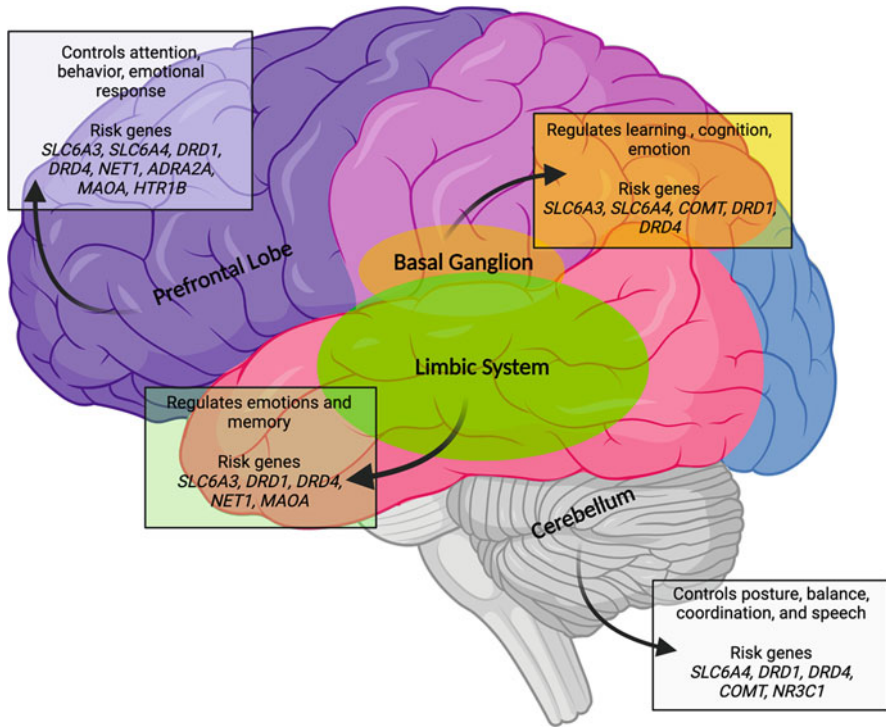 Controls attention,
behavior, emotional
response
Risk genes
SLC6A3, SLC6A4, DRD1,
DRD4, NET1, ADRA2A,
MAOA, HTR1B
Prefrontal Lobe
Regulates learning , cognition,
emotion
Risk genes
SLC6A3, SLC6A4, COMT, DRD1,
DRD4
Basal Ganglion
Limbic System
Regulates emotions and
memory
Risk genes
SLC6A3, DRD1, DRD4,
NET1, MAOA
Cerebellum
Controls posture, balance,
coordination, and speech
Risk genes
SLC6A4, DRD1, DRD4,
COMT, NR3C1